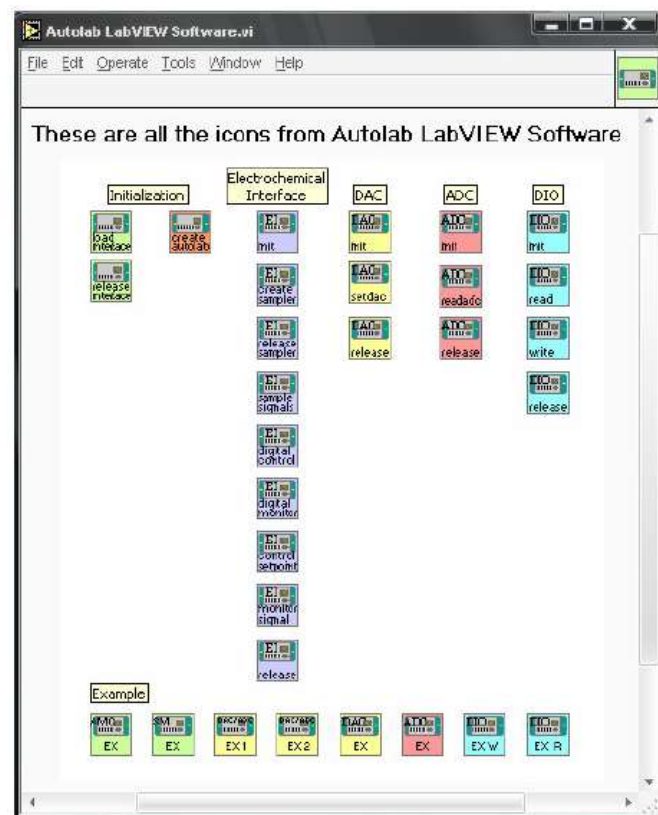 Autolab LabVIEW Software.vi
File Edit Operate Tools Window Help
These are all the icons from Autolab LabVIEW Software
Initialization
Electrochemical
Interface
DAC
ADC
DIO
load
interface
create
autolab
EI
init
DAC
init
ADC
init
DIO
init
release
interface
EI
create
sampler
DAC
setdac
ADC
readadc
DIO
read
EI
release
sampler
DAC
release
ADC
release
DIO
write
EI
sample
signals
DIO
release
EI
digital
control
EI
digital
monitor
EI
control
setpoint
EI
monitor
signal
EI
release
Example
EX
EX
DAC/ADC
EX1
DAC/ADC
EX2
DAC
EX
ADC
EX
DIO
EX W
DIO
EX R